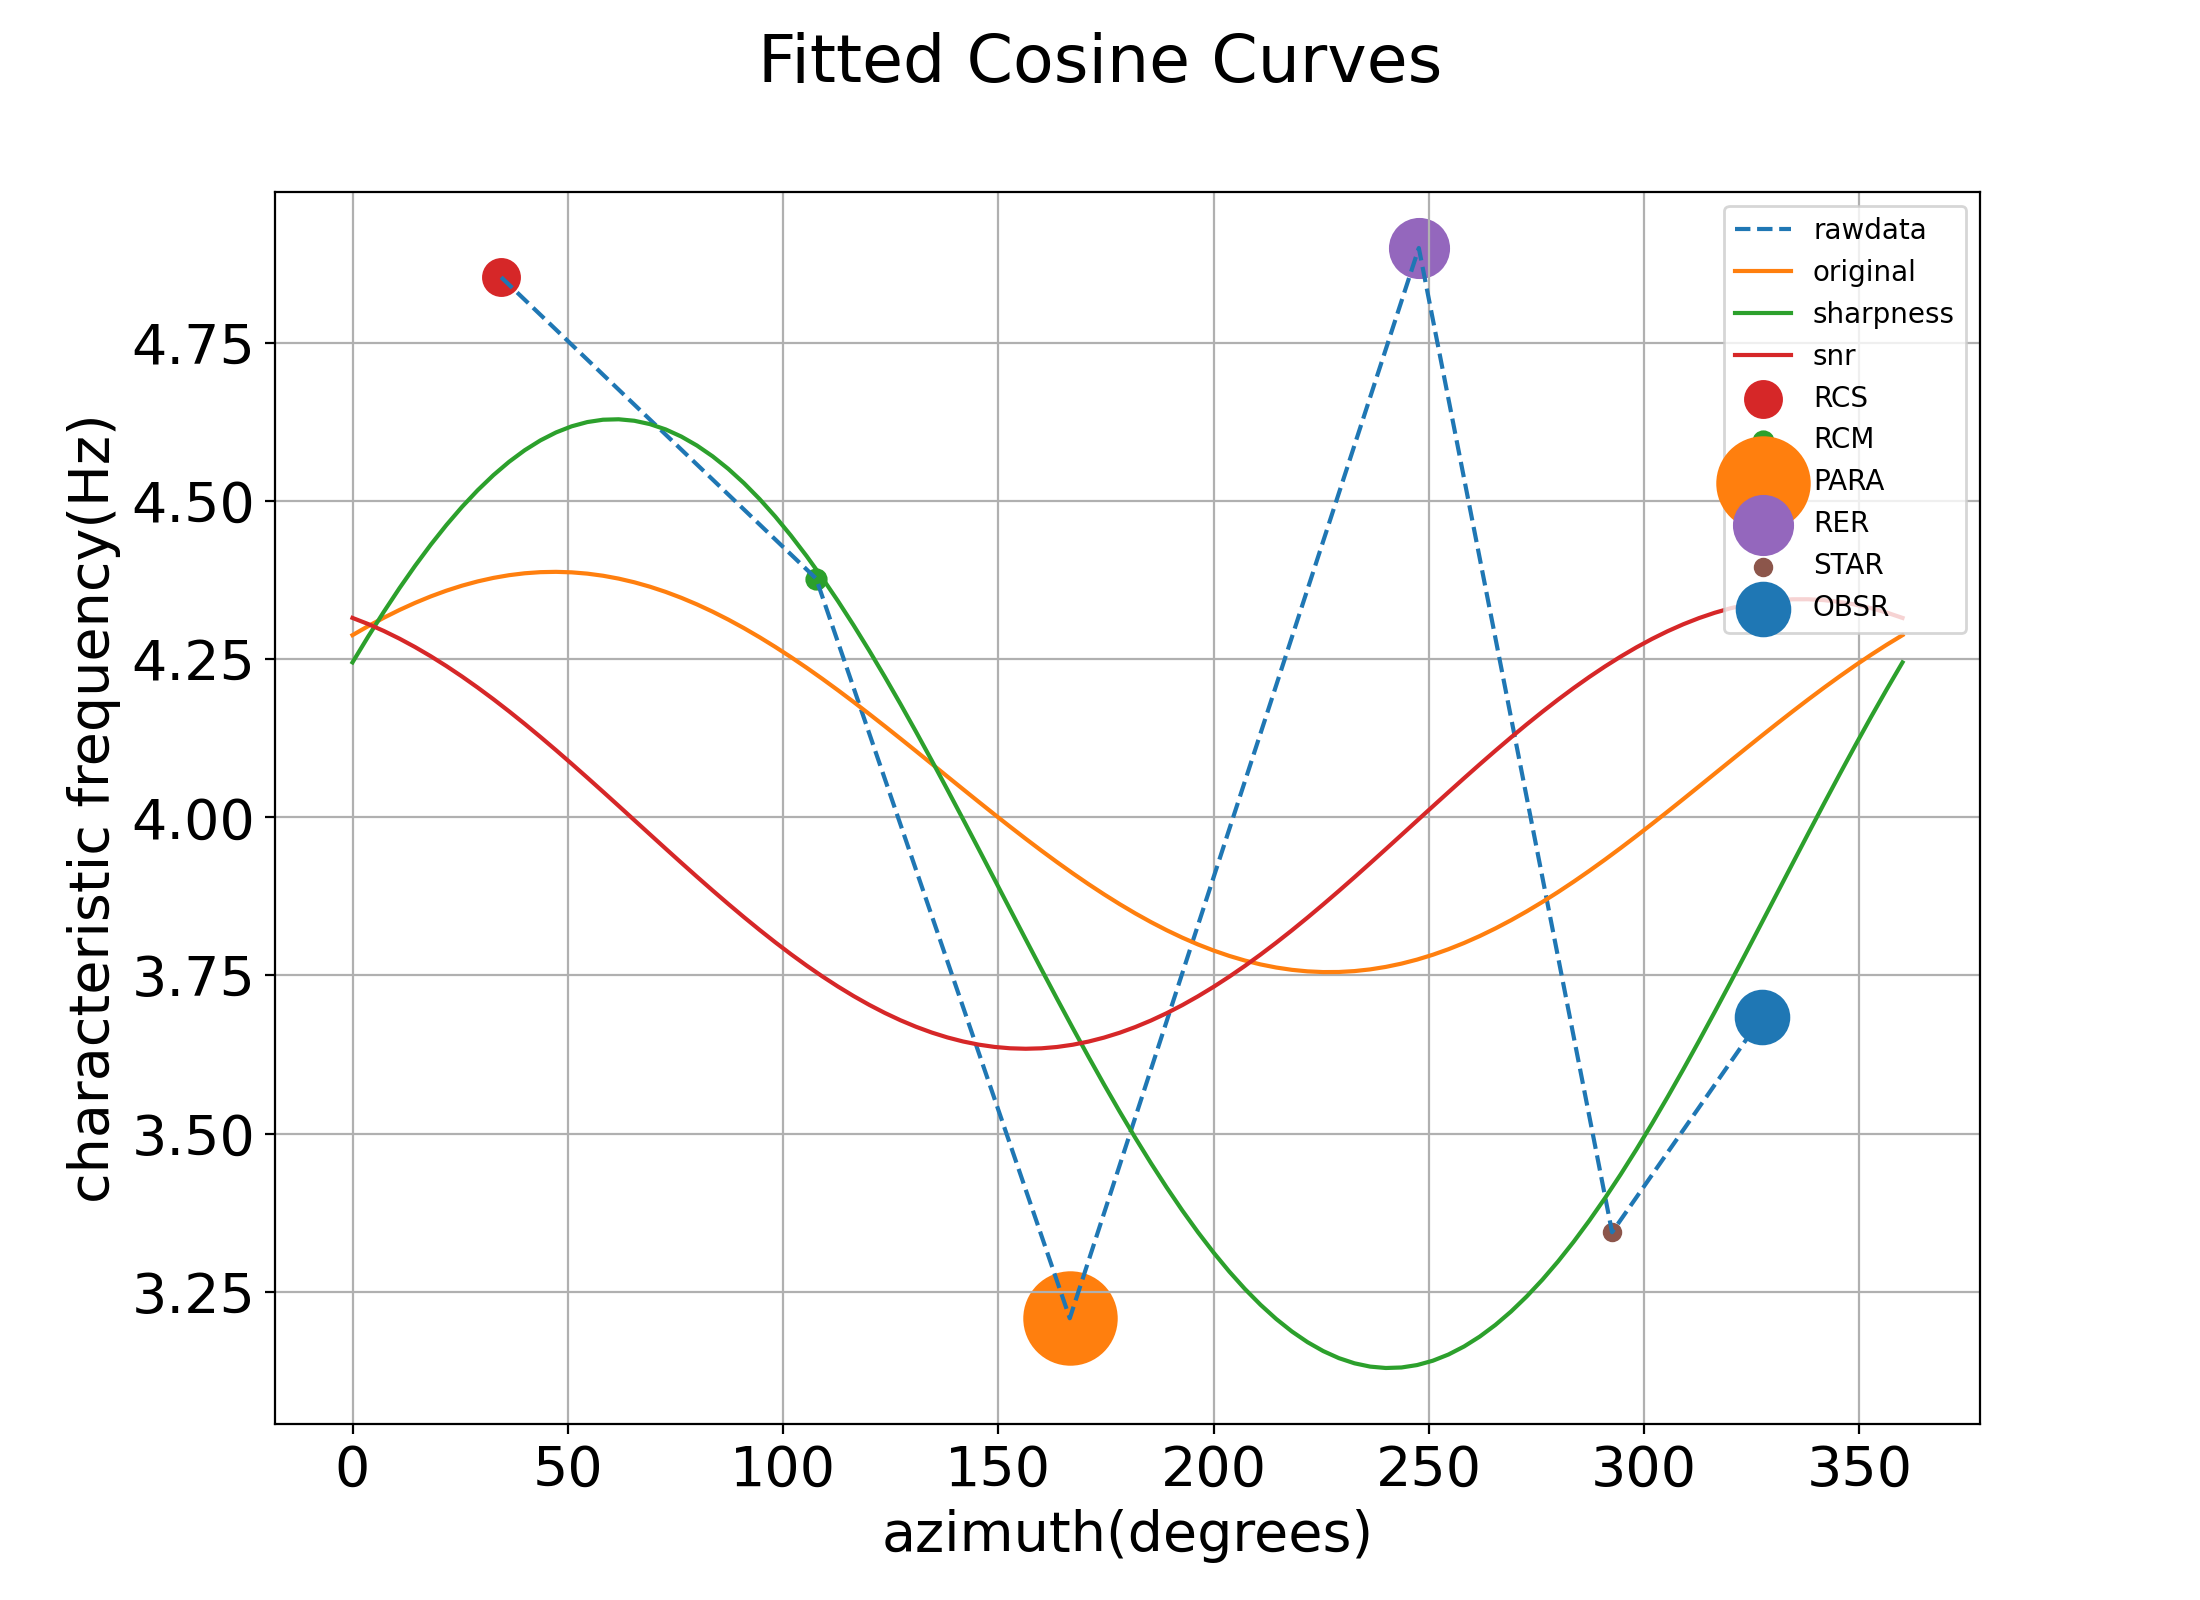 Fitted Cosine Curves
characteristic frequency(Hz)
4.75
4.50
4.25
4.00
3.75
3.50
3.25
rawdata
original
sharpness
snr
RCS
RCM
PARA
RER
STAR
OBSR
0 50 100 150 200 250 300 350
azimuth(degrees)